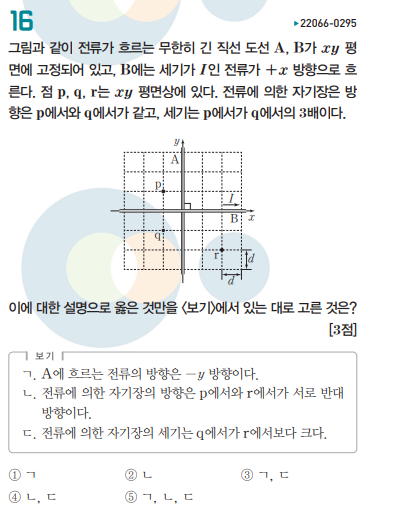 16
▸22066-0295
그림과 같이 전류가 흐르는 무한히 긴 직선 도선 A, B가 xy 평
면에 고정되어 있고, B에는 세기가 I인 전류가 +x 방향으로 흐
른다. 점 p, q, r는 xy 평면상에 있다. 전류에 의한 자기장은 방
향은 p에서와 q에서가 같고, 세기는 p에서가 q에서의 3배이다.
y
A
p
I
B x
q
r
d
d
이에 대한 설명으로 옳은 것만을 〈보기〉에서 있는 대로 고른 것은?
[3점]
보기
ㄱ. A에 흐르는 전류의 방향은 -y 방향이다.
ㄴ. 전류에 의한 자기장의 방향은 p에서와 r에서가 서로 반대
방향이다.
ㄷ. 전류에 의한 자기장의 세기는 q에서가 r에서보다 크다.
① ㄱ ② ㄴ ③ ㄱ, ㄷ
④ ㄴ, ㄷ ⑤ ㄱ, ㄴ, ㄷ